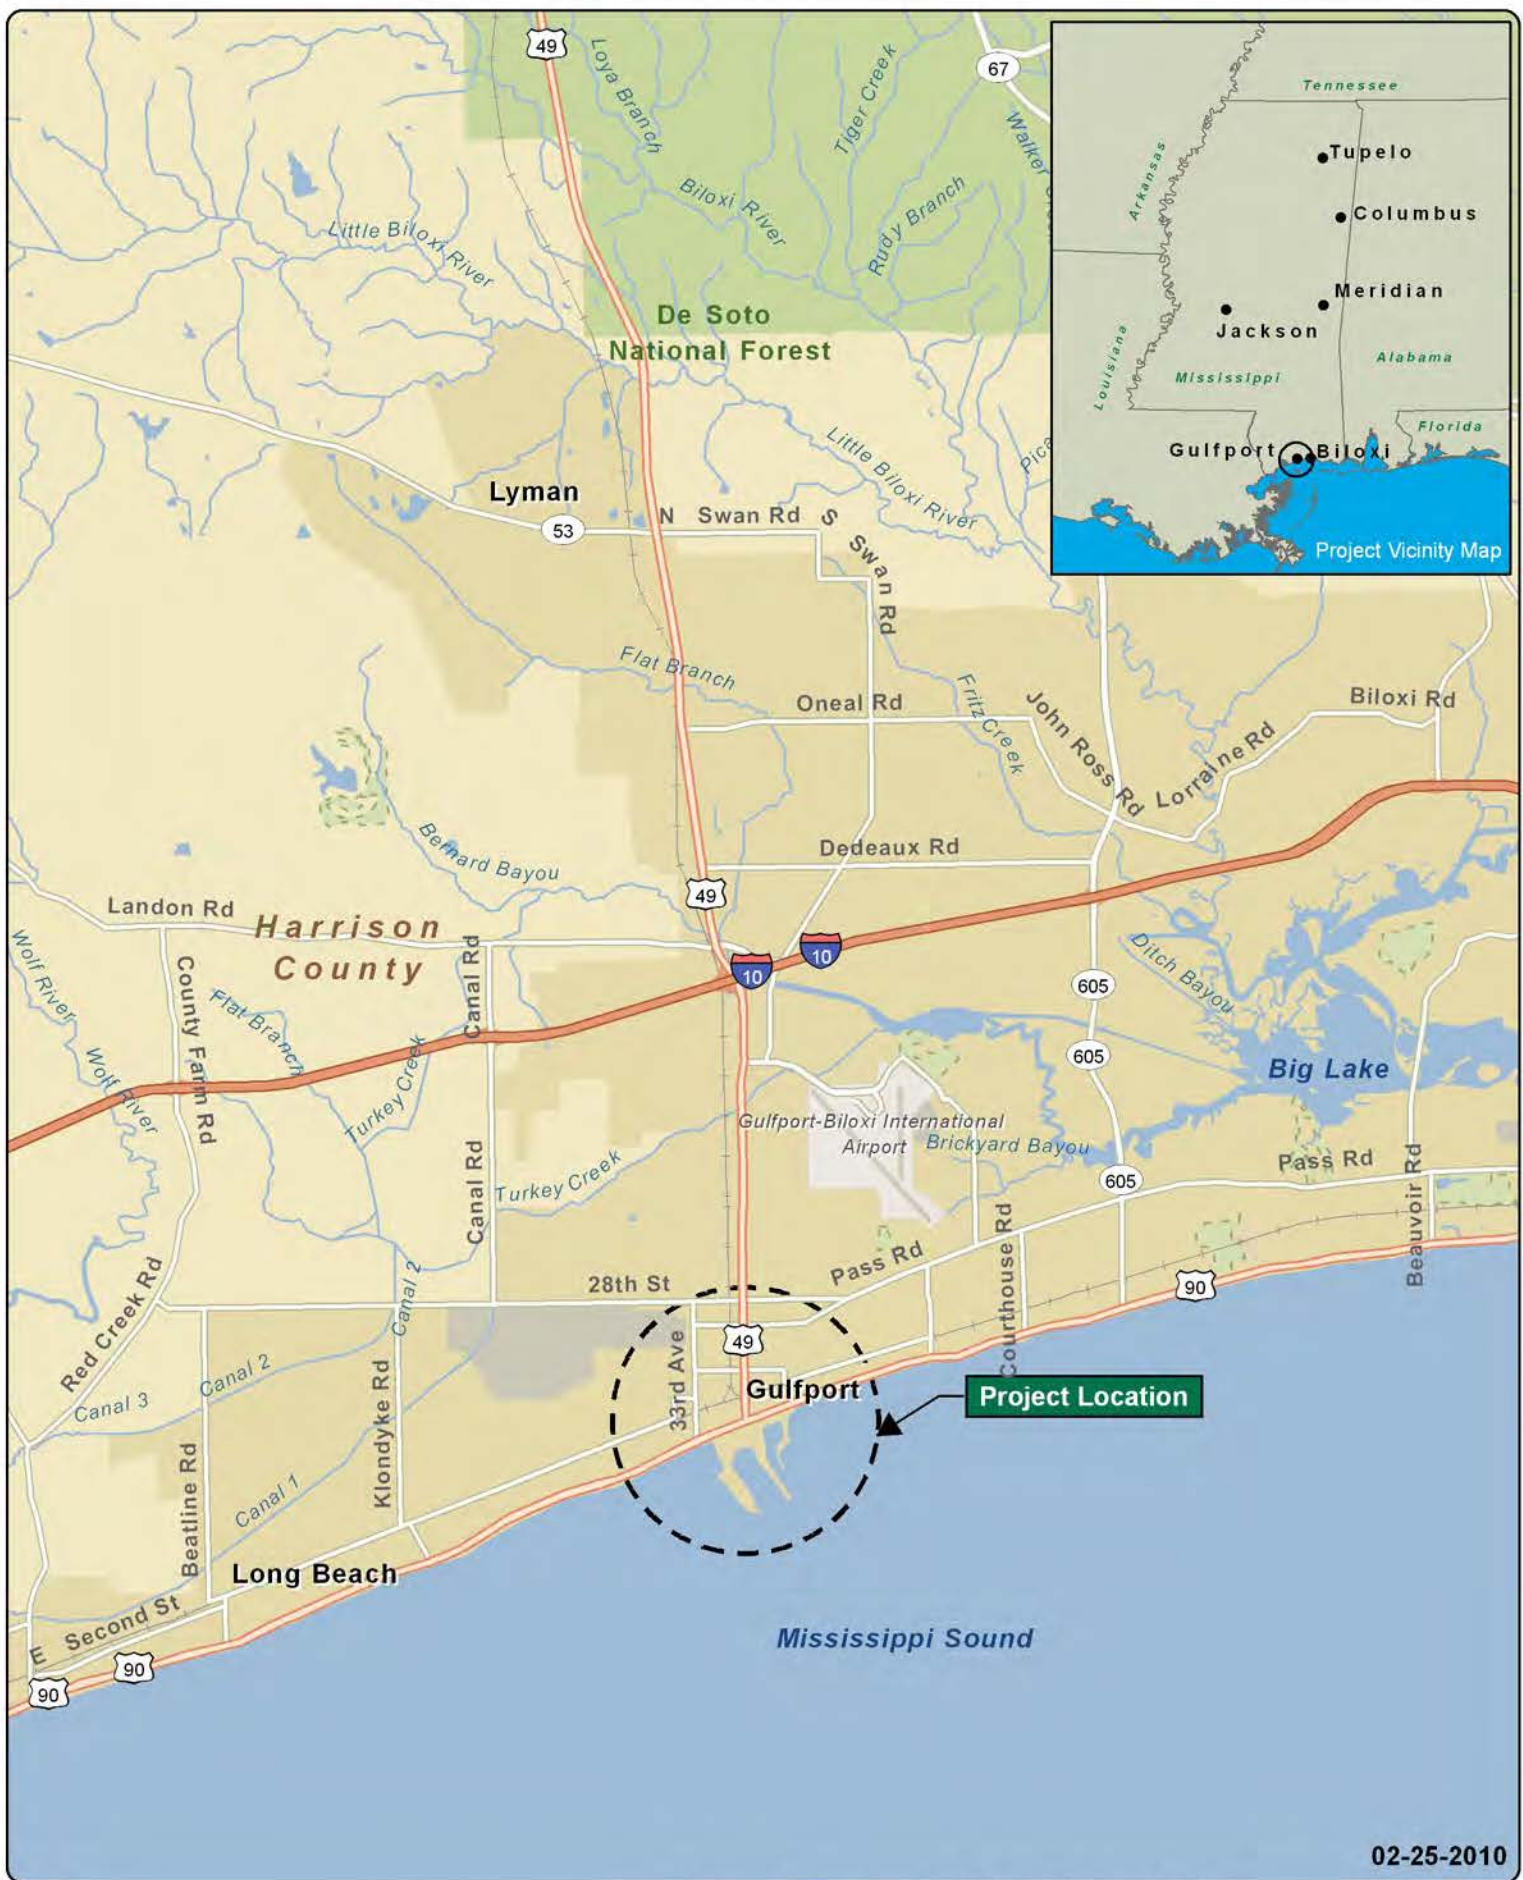 49
67
Loya Branch
Tiger Creek
Walker
Biloxi River
Rudy Branch
Little Biloxi River
De Soto
National Forest
Little Biloxi River
Lyman
53
N Swan Rd
S Swan Rd
Flat Branch
Oneal Rd
Fritz Creek
John Ross Rd
Lorraine Rd
Biloxi Rd
Bernard Bayou
Dedeaux Rd
49
Landon Rd
Harrison
County
Wolf River
Wolf River
County Farm Rd
Flat Branch
Canal Rd
Turkey Creek
10
10
605
605
605
Ditch Bayou
Big Lake
Gulfport-Biloxi International
Airport
Brickyard Bayou
Canal Rd
Turkey Creek
Pass Rd
Pass Rd
Beauvoir Rd
Courthouse Rd
Red Creek Rd
28th St
Canal 2
Canal 2
Canal 3
Canal 1
Klondyke Rd
Beatline Rd
33rd Ave
49
90
Gulfport
Project Location
Long Beach
E Second St
90
90
Mississippi Sound
02-25-2010
Tennessee
Arkansas
Tupelo
Columbus
Meridian
Jackson
Louisiana
Mississippi
Alabama
Florida
Gulfport
Biloxi
Project Vicinity Map